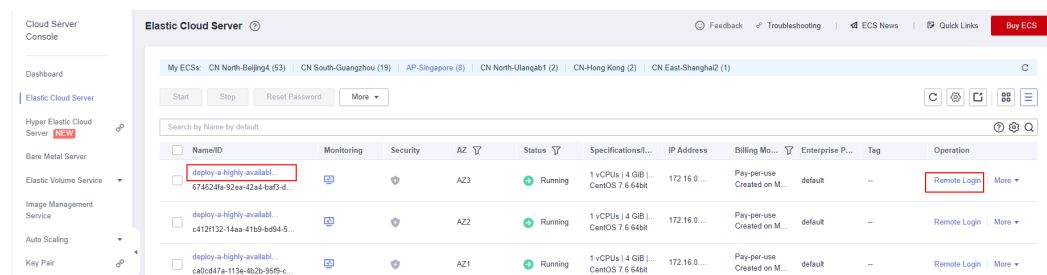 Cloud Server
Console
Elastic Cloud Server
Feedback
Troubleshooting
ECS News
Quick Links
Buy ECS
Dashboard
Elastic Cloud Server
Hyper Elastic Cloud
Server NEW
Bare Metal Server
Elastic Volume Service
Image Management
Service
Auto Scaling
Key Pair
My ECSs: CN North-Beijing4 (53) | CN South-Guangzhou (19) | AP-Singapore (8) | CN North-Ulanqab1 (2) | CN-Hong Kong (2) | CN East-Shanghai2 (1)
Start Stop Reset Password More
Search by Name by default
Name/ID Monitoring Security AZ Status Specifications/I... IP Address Billing Mo... Enterprise P... Tag Operation
deploy-a-highly-availabl...
674624fa-92ea-42a4-baf3-d...
AZ3 Running 1 vCPUs | 4 GiB |... CentOS 7.6 64bit 172.16.0.... Pay-per-use Created on M... default -- Remote Login More
deploy-a-highly-availabl...
c412f132-14aa-41b9-bd94-5...
AZ2 Running 1 vCPUs | 4 GiB |... CentOS 7.6 64bit 172.16.0.... Pay-per-use Created on M... default -- Remote Login More
deploy-a-highly-availabl...
ca0cd47a-113e-4b2b-95f9-c...
AZ1 Running 1 vCPUs | 4 GiB |... CentOS 7.6 64bit 172.16.0.... Pay-per-use Created on M... default -- Remote Login More